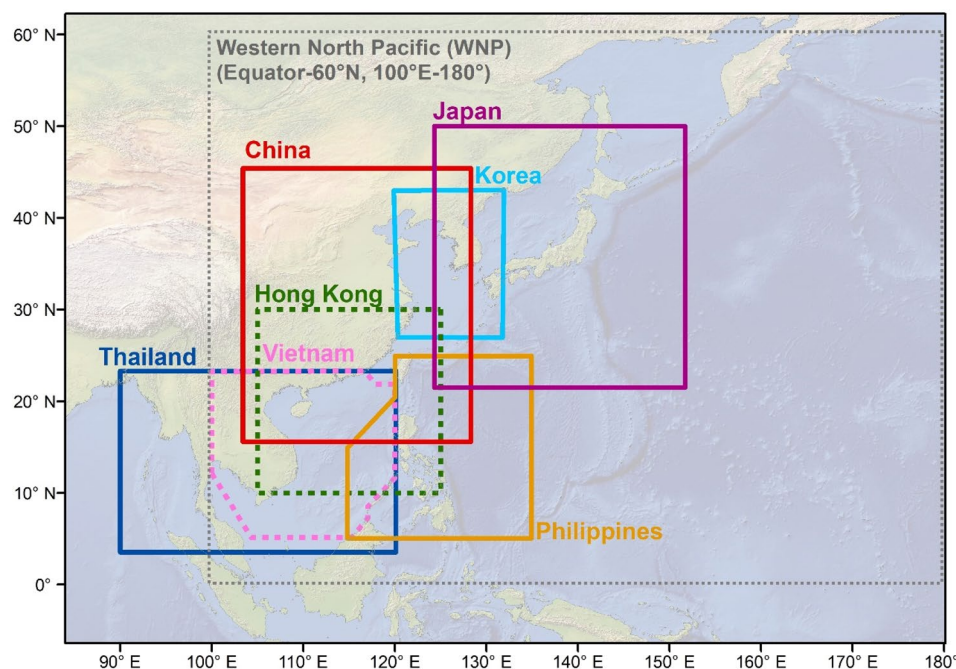 60° N
50° N
40° N
30° N
20° N
10° N
0°
Western North Pacific (WNP)
(Equator-60°N, 100°E-180°)
Japan
China
Korea
Hong Kong
Thailand
Vietnam
Philippines
90° E
100° E
110° E
120° E
130° E
140° E
150° E
160° E
170° E
180°